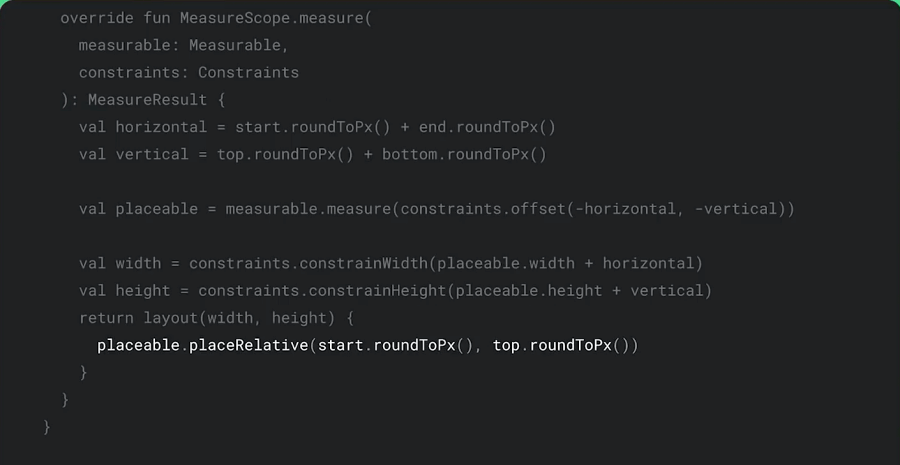 override fun MeasureScope.measure(
measurable: Measurable,
constraints: Constraints
): MeasureResult {
val horizontal = start.roundToPx() + end.roundToPx()
val vertical = top.roundToPx() + bottom.roundToPx()
val placeable = measurable.measure(constraints.offset(-horizontal, -vertical))
val width = constraints.constrainWidth(placeable.width + horizontal)
val height = constraints.constrainHeight(placeable.height + vertical)
return layout(width, height) {
placeable.placeRelative(start.roundToPx(), top.roundToPx())
}
}
}